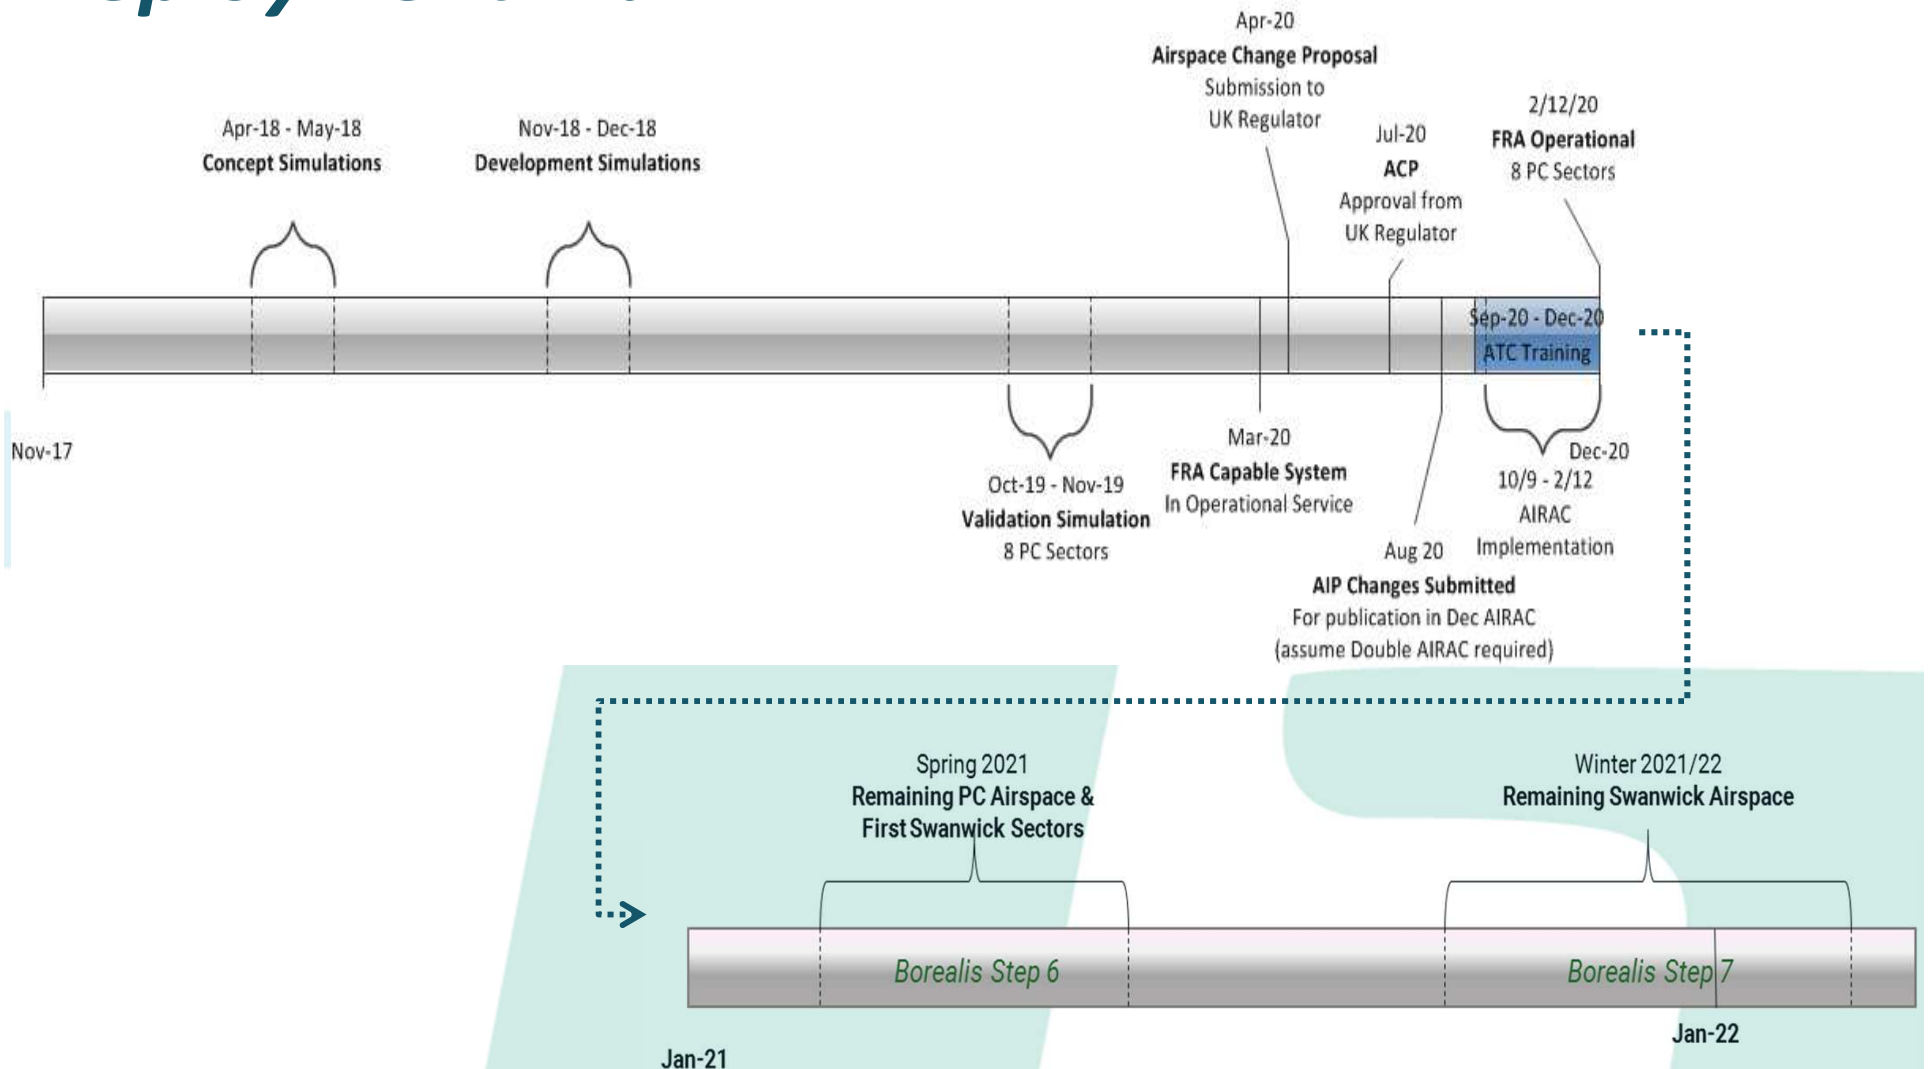 Apr-20
Airspace Change Proposal
Submission to
UK Regulator
2/12/20
FRA Operational
8 PC Sectors
Apr-18 - May-18
Concept Simulations
Nov-18 - Dec-18
Development Simulations
Jul-20
ACP
Approval from
UK Regulator
Sep-20 - Dec-20
ATC Training
Nov-17
Oct-19 - Nov-19
Validation Simulation
8 PC Sectors
Mar-20
FRA Capable System
In Operational Service
Dec-20
10/9 - 2/12
AIRAC
Implementation
Aug 20
AIP Changes Submitted
For publication in Dec AIRAC
(assume Double AIRAC required)
Spring 2021
Remaining PC Airspace &
First Swanwick Sectors
Winter 2021/22
Remaining Swanwick Airspace
Borealis Step 6
Borealis Step 7
Jan-21
Jan-22